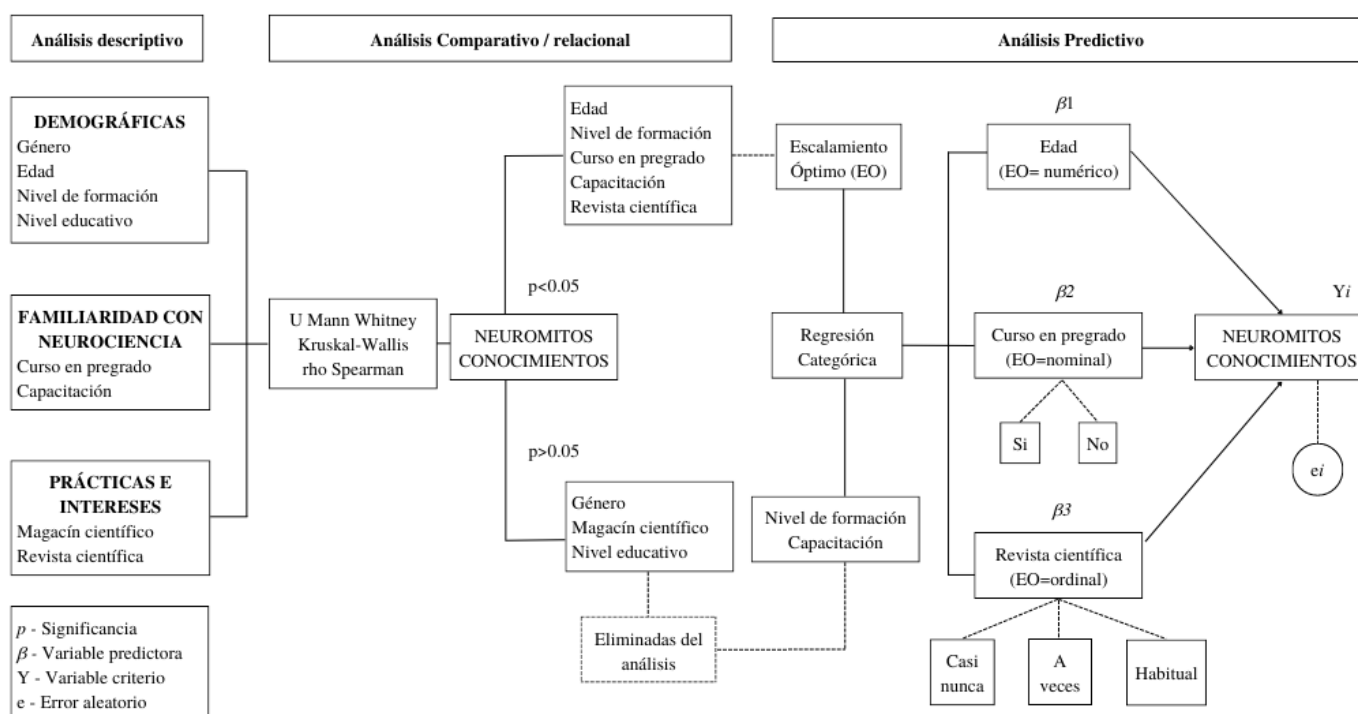 Análisis descriptivo
Análisis Comparativo / relacional
Análisis Predictivo
DEMOGRÁFICAS
Género
Edad
Nivel de formación
Nivel educativo
FAMILIARIDAD CON
NEUROCIENCIA
Curso en pregrado
Capacitación
PRÁCTICAS E
INTERESES
Magacín científico
Revista científica
p - Significancia
β - Variable predictora
Y - Variable criterio
e - Error aleatorio
U Mann Whitney
Kruskal-Wallis
rho Spearman
Edad
Nivel de formación
Curso en pregrado
Capacitación
Revista científica
p<0.05
NEUROMITOS
CONOCIMIENTOS
p>0.05
Género
Magacín científico
Nivel educativo
Eliminadas del
análisis
Escalamiento
Óptimo (EO)
Regresión
Categórica
Nivel de formación
Capacitación
β1
Edad
(EO= numérico)
β2
Curso en pregrado
(EO=nominal)
Si
No
β3
Revista científica
(EO=ordinal)
Casi
nunca
A
veces
Habitual
Yi
NEUROMITOS
CONOCIMIENTOS
ei